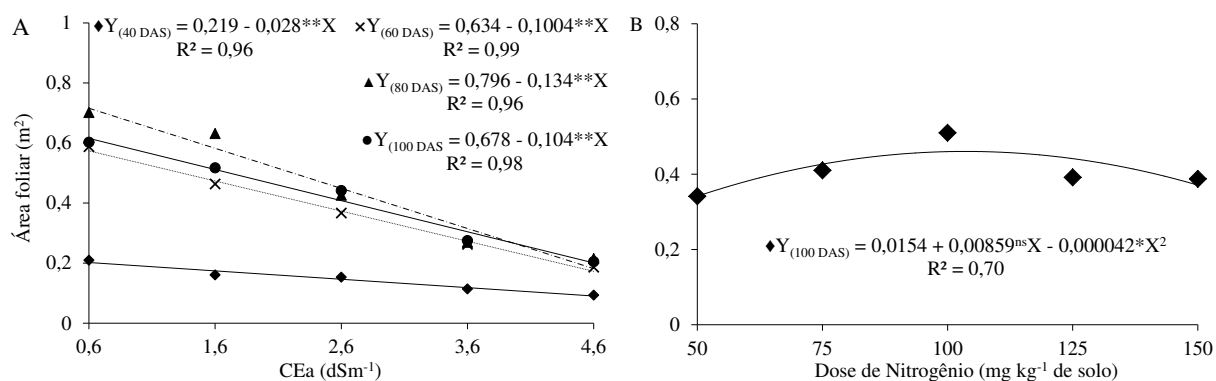 A
Y(40 DAS) = 0,219 - 0,028**X
R² = 0,96
Y(60 DAS) = 0,634 - 0,1004**X
R² = 0,99
Y(80 DAS) = 0,796 - 0,134**X
R² = 0,96
Y(100 DAS = 0,678 - 0,104**X
R² = 0,98
Área foliar (m²)
1
0,8
0,6
0,4
0,2
0
0,6 1,6 2,6 3,6 4,6
CEa (dSm⁻¹)
B
0,8
0,6
0,4
0,2
0
Y(100 DAS) = 0,0154 + 0,00859ⁿˢX - 0,000042*X²
R² = 0,70
50 75 100 125 150
Dose de Nitrogênio (mg kg⁻¹ de solo)